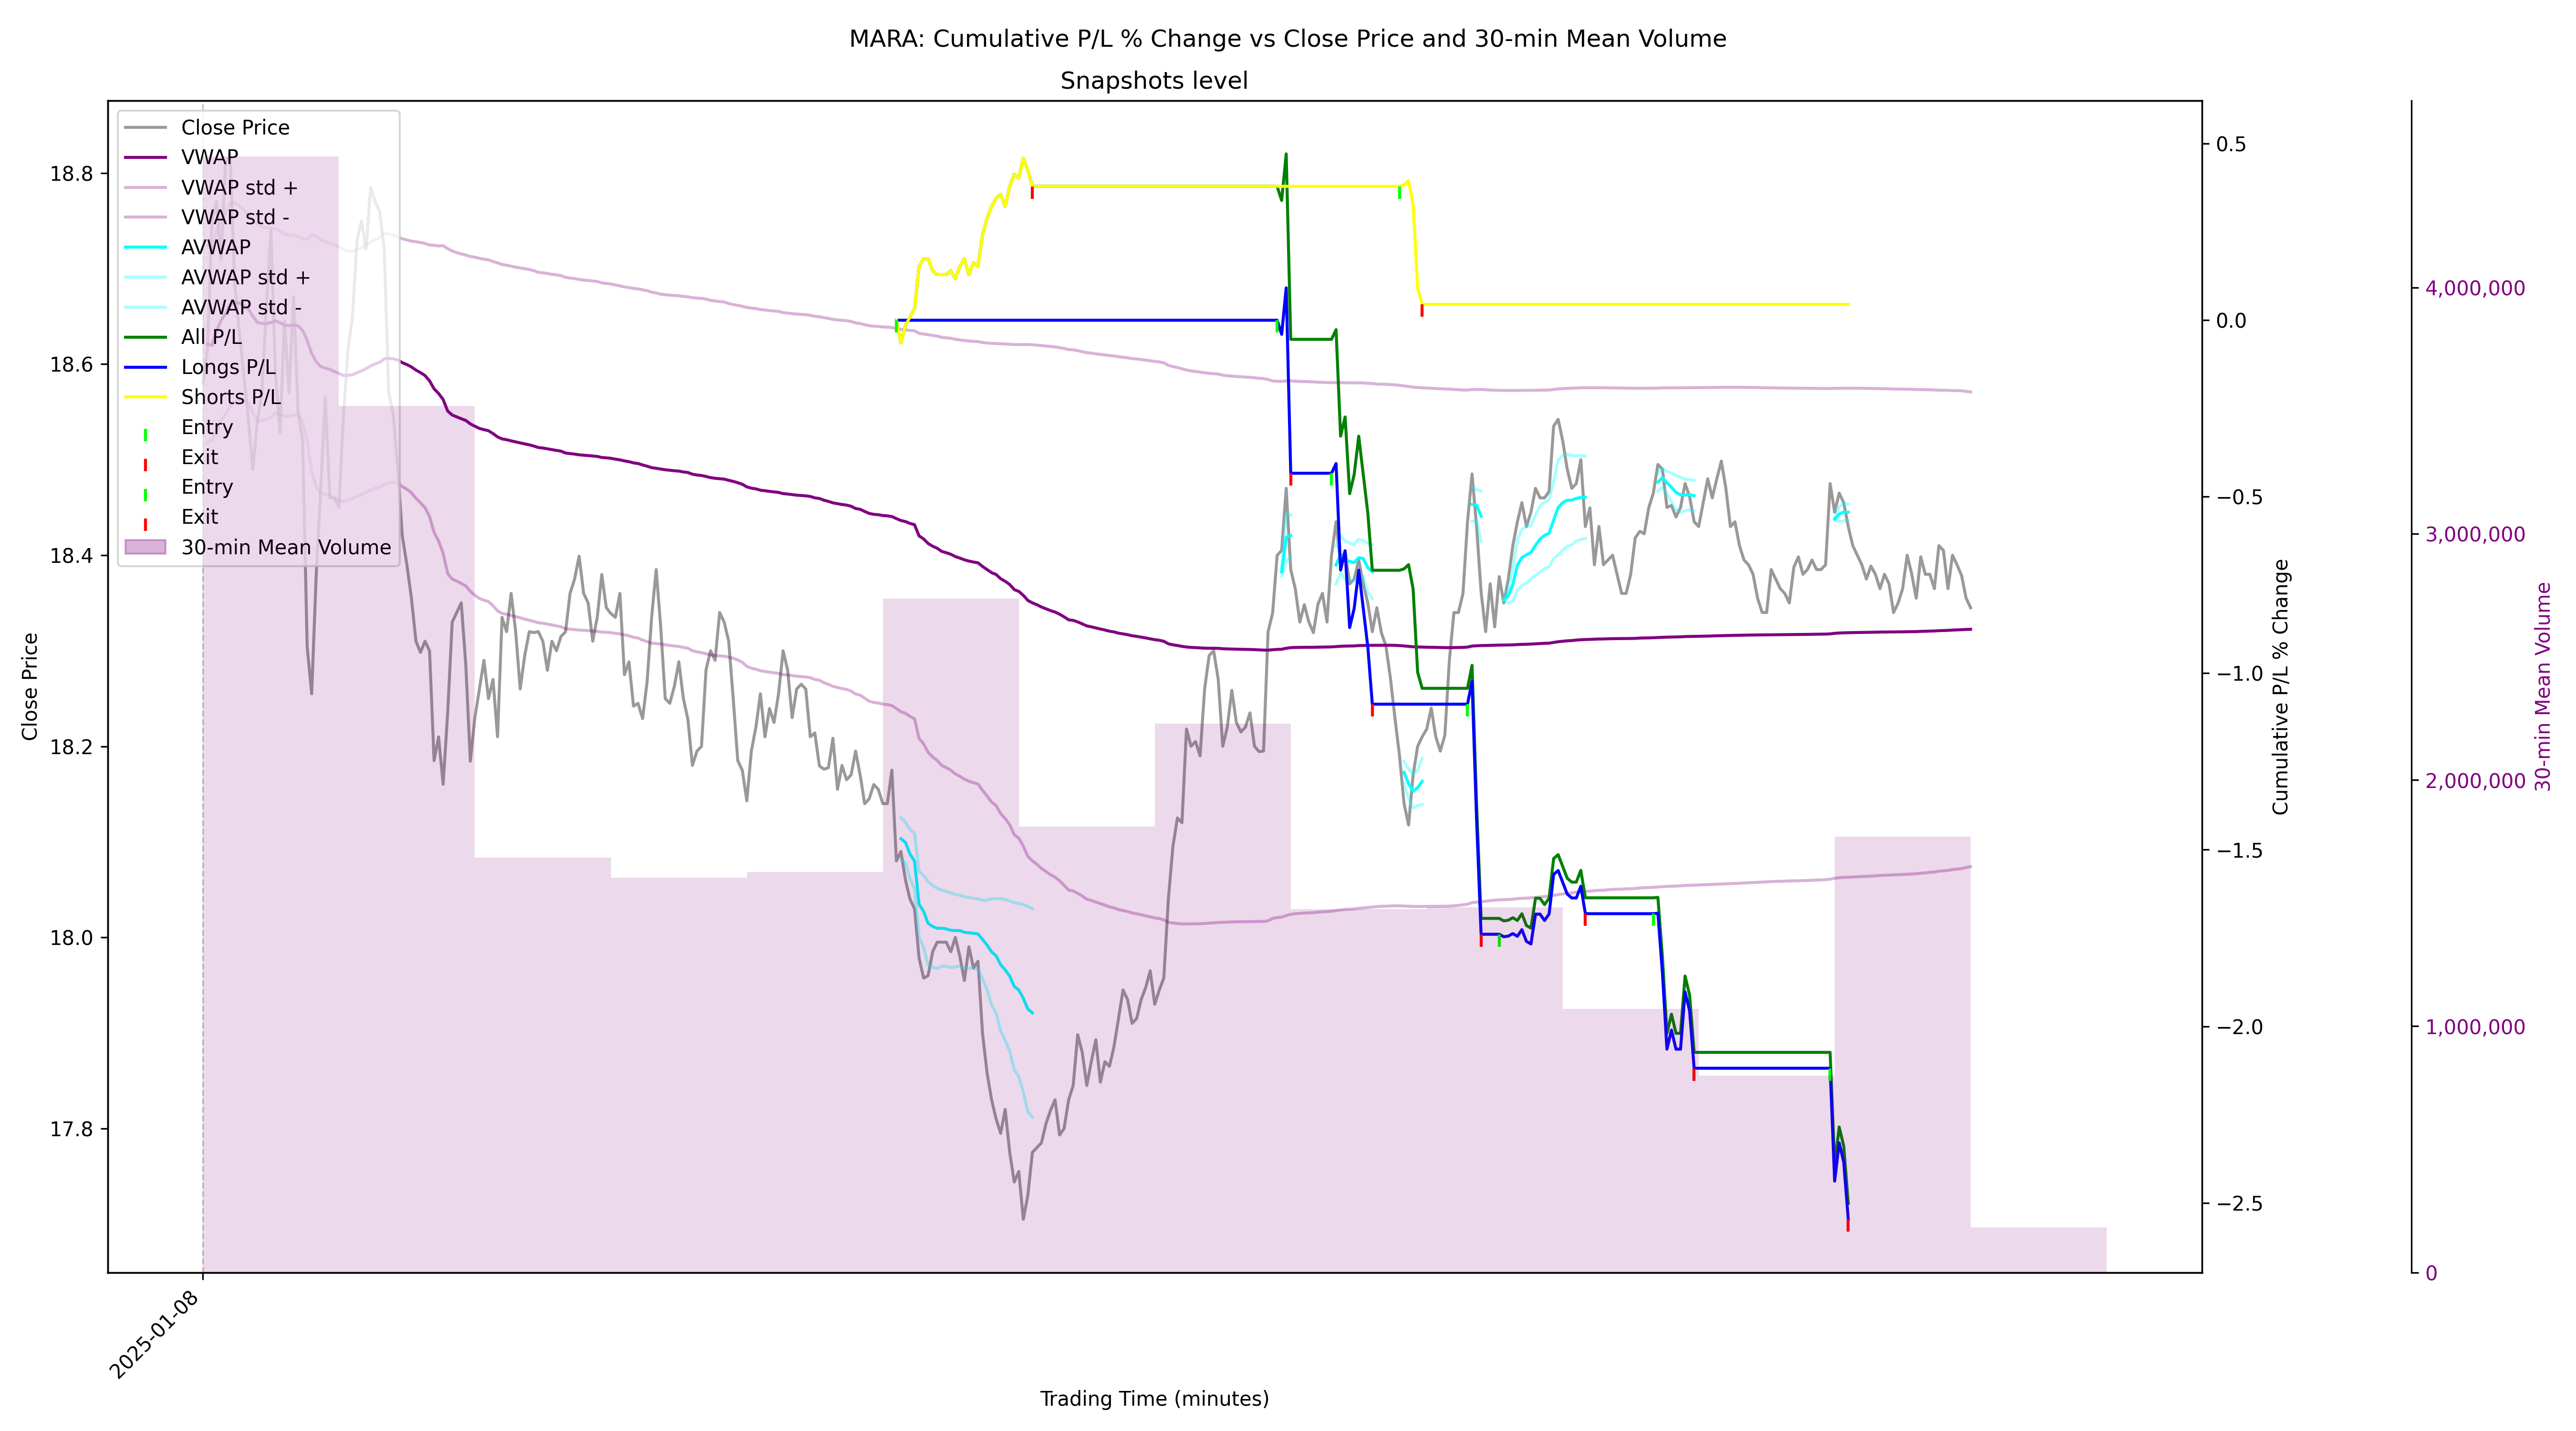 MARA: Cumulative P/L % Change vs Close Price and 30-min Mean Volume
Snapshots level
Close Price
VWAP
VWAP std +
VWAP std -
AVWAP
AVWAP std +
AVWAP std -
All P/L
Longs P/L
Shorts P/L
Entry
Exit
Entry
Exit
30-min Mean Volume
Close Price
18.8
18.6
18.4
18.2
18.0
17.8
0.5
0.0
−0.5
−1.0
−1.5
−2.0
−2.5
Cumulative P/L % Change
4,000,000
3,000,000
2,000,000
1,000,000
0
30-min Mean Volume
2025-01-08
Trading Time (minutes)